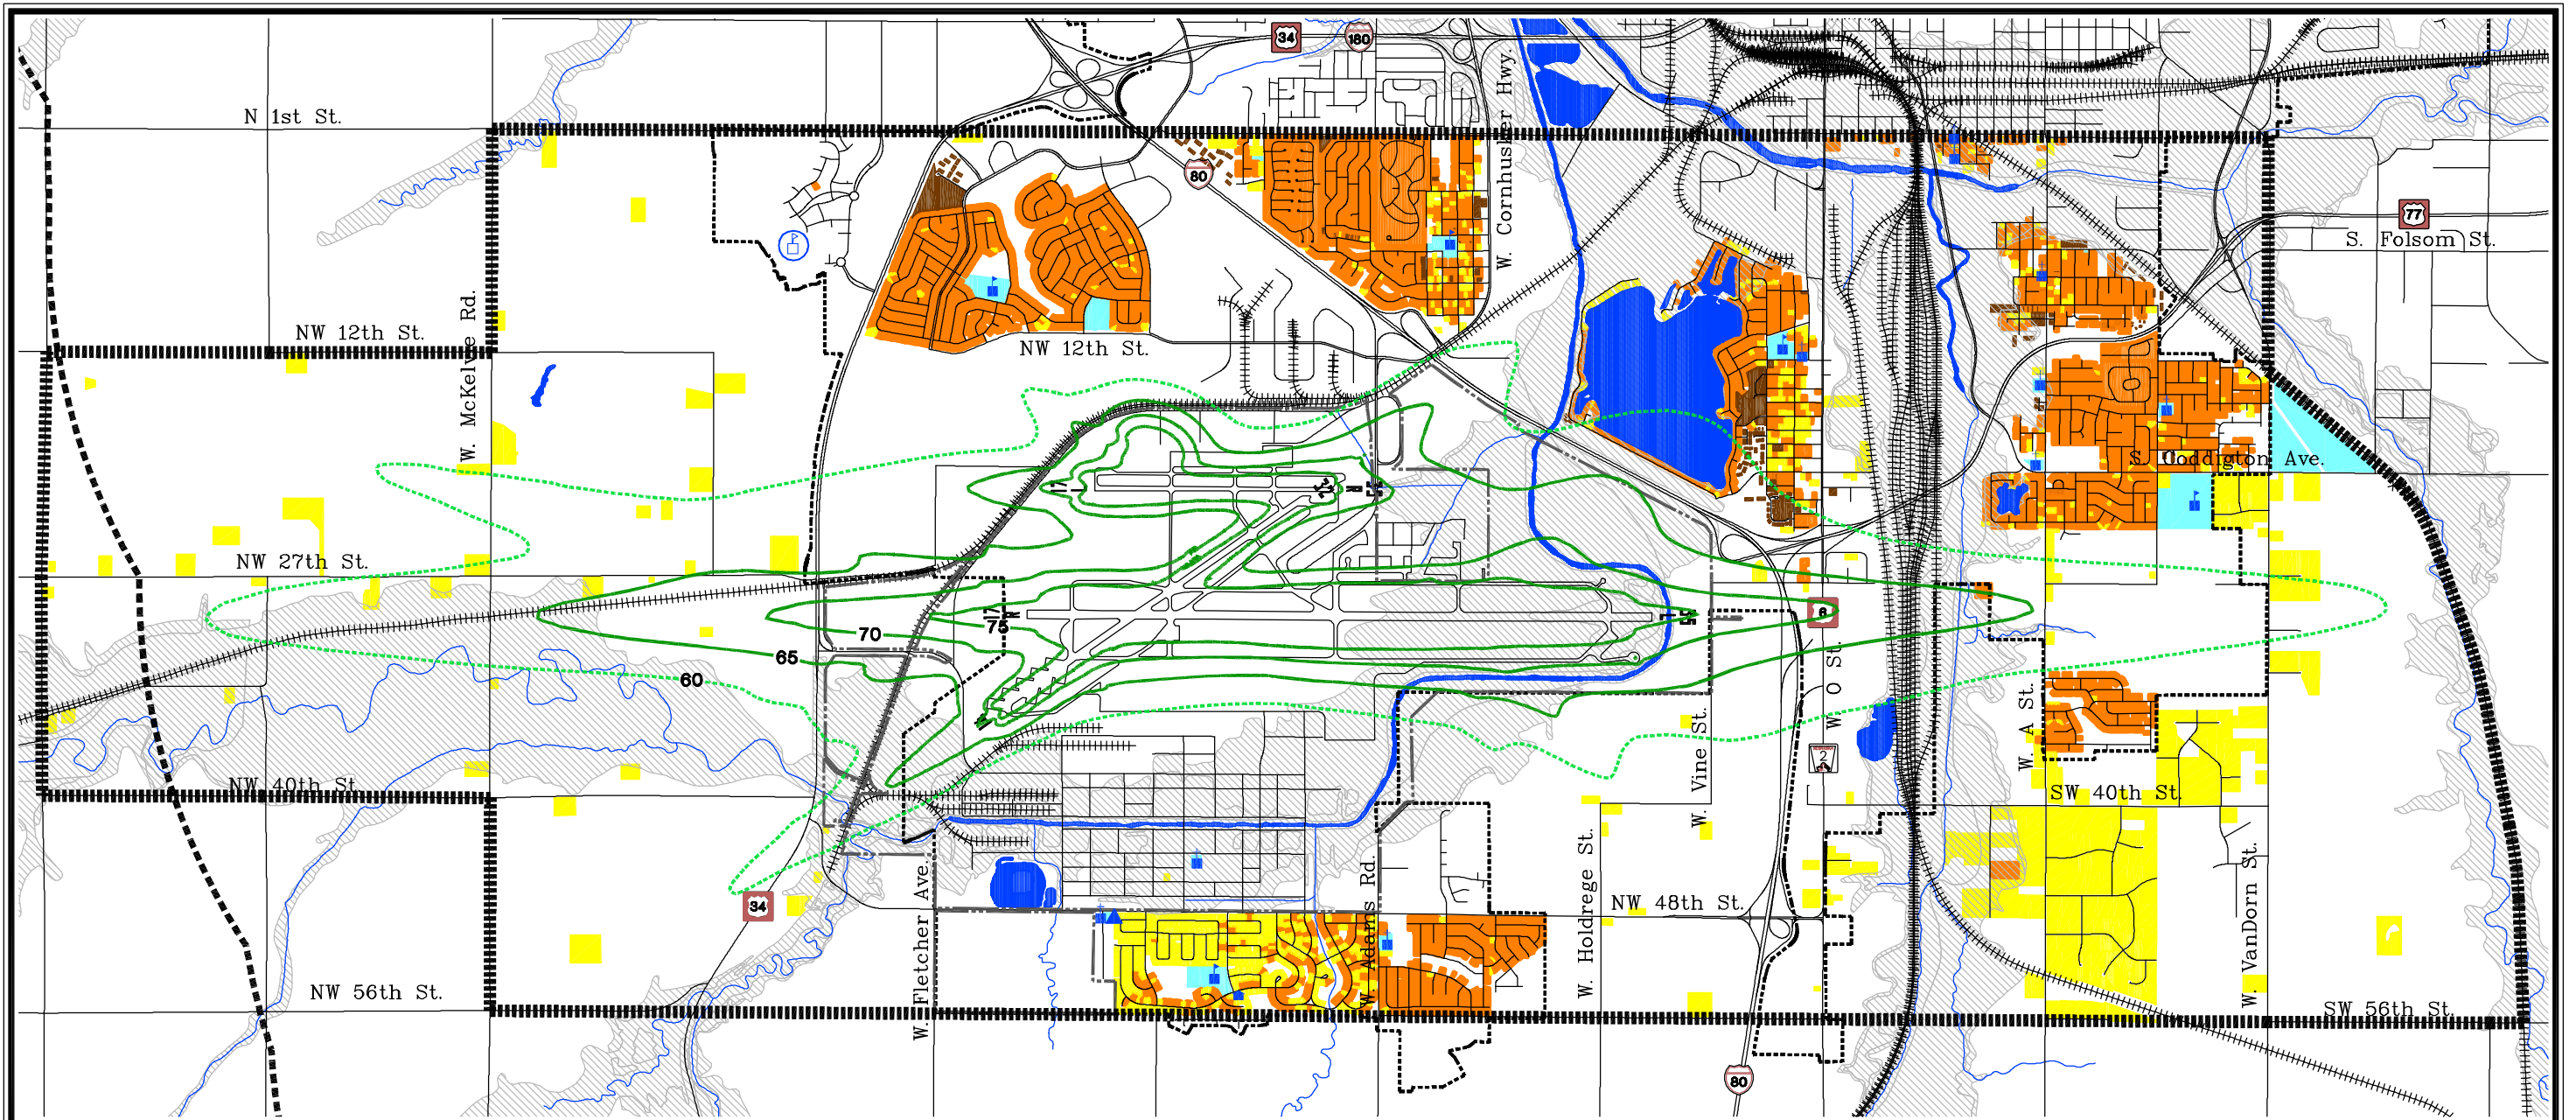 34
180
N 1st St.
W. Cornhusker Hwy.
80
77
S. Folsom St.
W. McKelvie Rd.
NW 12th St.
NW 12th St.
S. Coddigton Ave.
17
L
R
NW 27th St.
17
R
75
70
65
60
6
W O St.
W. A St.
W. Vine St.
2
NW 40th St.
SW 40th St.
34
W. Fletcher Ave.
W. Adams Rd.
W. Holdrege St.
NW 48th St.
W. VanDorn St.
NW 56th St.
SW 56th St.
80